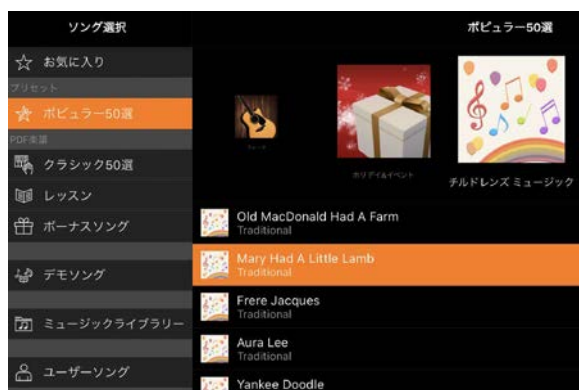 ソング選択
お気に入り
プリセット
ポピュラー50選
PDF楽譜
クラシック50選
レッスン
ボーナスソング
デモソング
ミュージックライブラリー
ユーザーソング
ポピュラー50選
ホリデイ&イベント
チルドレンズ ミュージック
Old MacDonald Had A Farm
Traditional
Mary Had A Little Lamb
Traditional
Frere Jacques
Traditional
Aura Lee
Traditional
Yankee Doodle